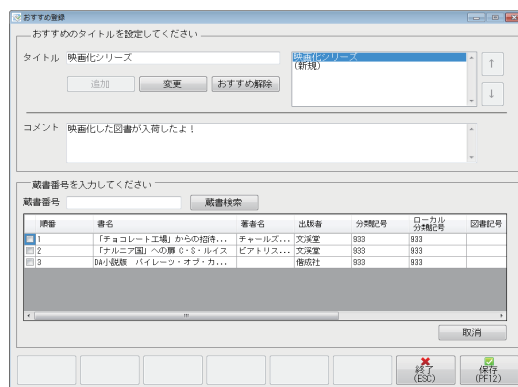 おすすめ登録
おすすめのタイトルを設定してください
タイトル 映画化シリーズ
映画化シリーズ
(新規)
↑
追加 変更 おすすめ解除
↓
コメント 映画化した図書が入荷したよ！
蔵書番号を入力してください
蔵書番号 蔵書検索
順番 書名 著者名 出版者 分類記号 ローカル分類記号 図書記号
1 「チョコレート工場」からの招待... チャールズ... 文渓堂 933 933
2 「ナルニア国」への扉 C・S・ルイス ビアトリス... 文渓堂 933 933
3 DA小説版 パイレーツ・オブ・カ... 偕成社 933 933
取消
終了
(ESC)
保存
(PF12)